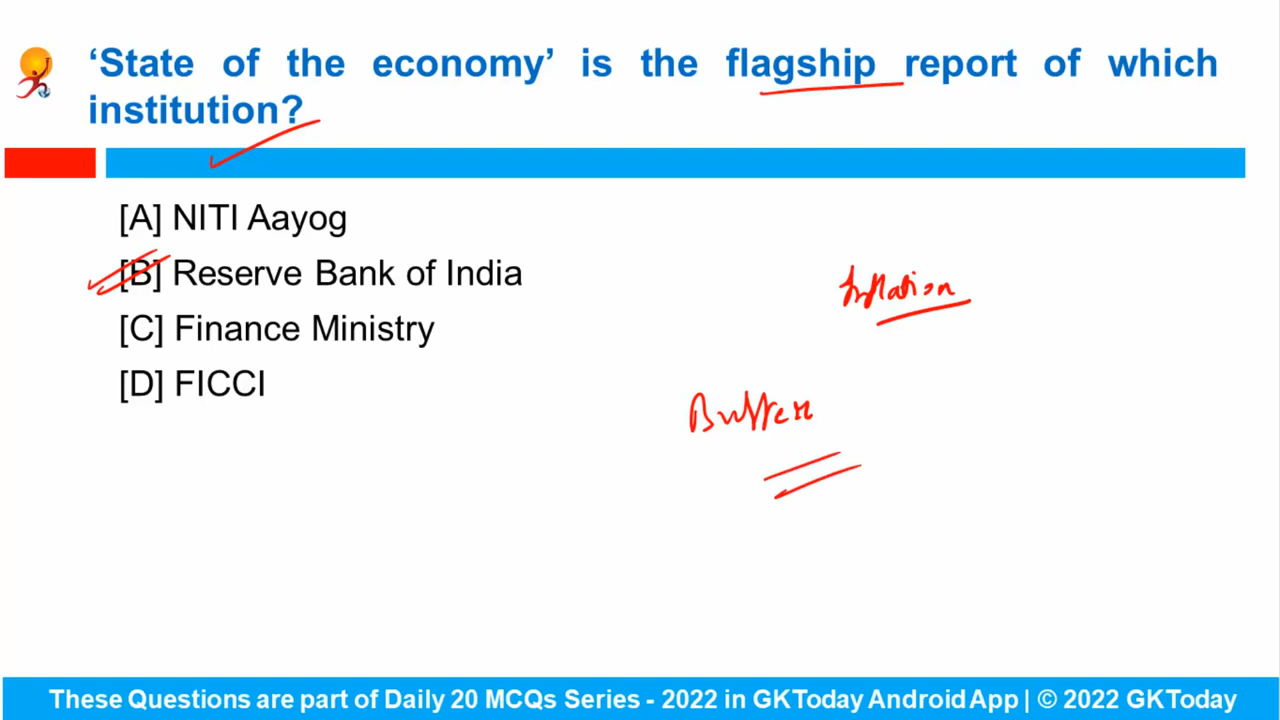 ‘State of the economy’ is the flagship report of which
institution?
[A] NITI Aayog
[B] Reserve Bank of India
Inflation
[C] Finance Ministry
[D] FICCI
Buffer
These Questions are part of Daily 20 MCQs Series - 2022 in GKToday Android App | © 2022 GKToday